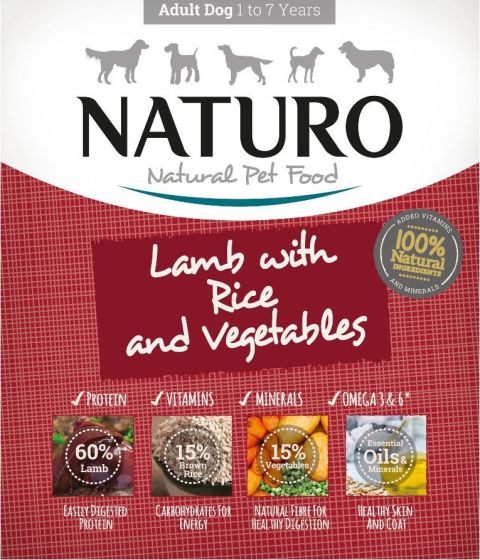 Adult Dog 1 to 7 Years
NATURO
Natural Pet Food
Lamb with
Rice
and Vegetables
ADDED VITAMINS
100%
Natural
INGREDIENTS
AND MINERALS
✓ PROTEIN ✓ VITAMINS ✓ MINERALS ✓ OMEGA 3 & 6*
60%
Lamb
15%
Brown
Rice
15%
Vegetables
Essential
Oils &
Minerals
EASILY DIGESTED
PROTEIN
CARBOHYDRATES FOR
ENERGY
NATURAL FIBRE FOR
HEALTHY DIGESTION
HEALTHY SKIN
AND COAT